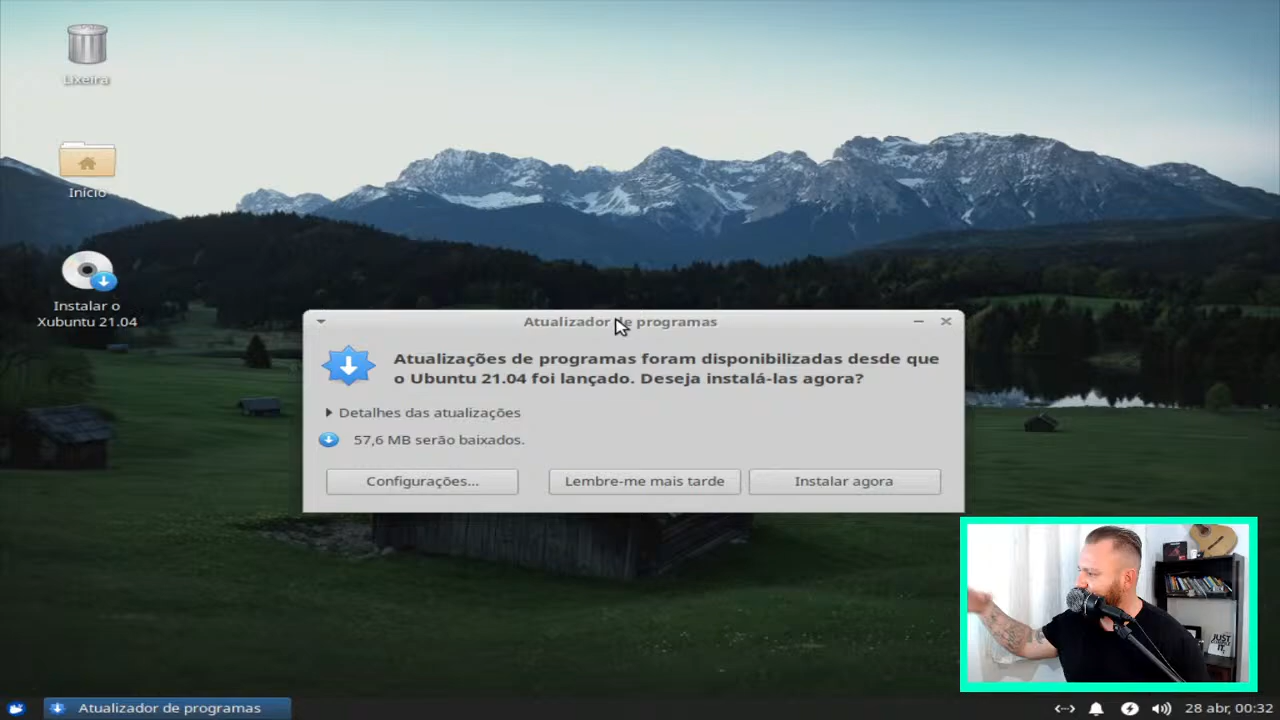 Lixeira
Início
Instalar o
Xubuntu 21.04
Atualizador de programas
Atualizações de programas foram disponibilizadas desde que
o Ubuntu 21.04 foi lançado. Deseja instalá-las agora?
Detalhes das atualizações
57,6 MB serão baixados.
Configurações...
Lembre-me mais tarde
Instalar agora
JUST
IT.
Atualizador de programas
28 abr, 00:32